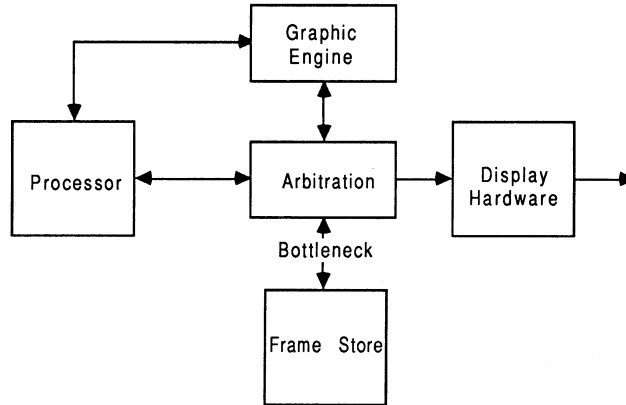 Graphic
Engine
Processor
Arbitration
Display
Hardware
Bottleneck
Frame Store